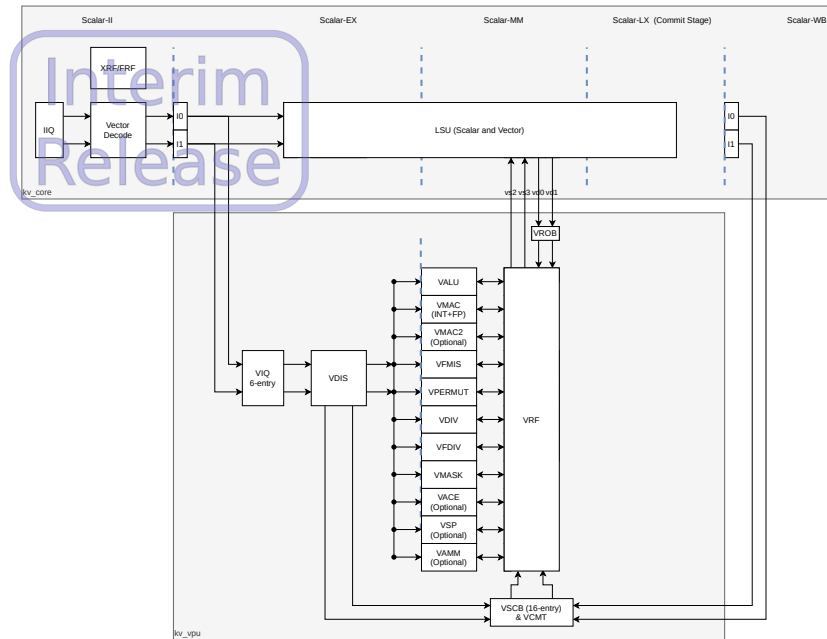 Scalar-II
Scalar-EX
Scalar-MM
Scalar-LX (Commit Stage)
Scalar-WB
Interim
Release
XRF/FRF
IIQ
Vector
Decode
I0
I1
LSU (Scalar and Vector)
I0
I1
kv_core
vs2 vs3 vd0 vd1
VROB
VALU
VMAC
(INT+FP)
VMAC2
(Optional)
VFMIS
VPERMUT
VDIV
VFDIV
VMASK
VACE
(Optional)
VSP
(Optional)
VAMM
(Optional)
VIQ
6-entry
VDIS
VRF
VSCB (16-entry)
& VCMT
kv_vpu